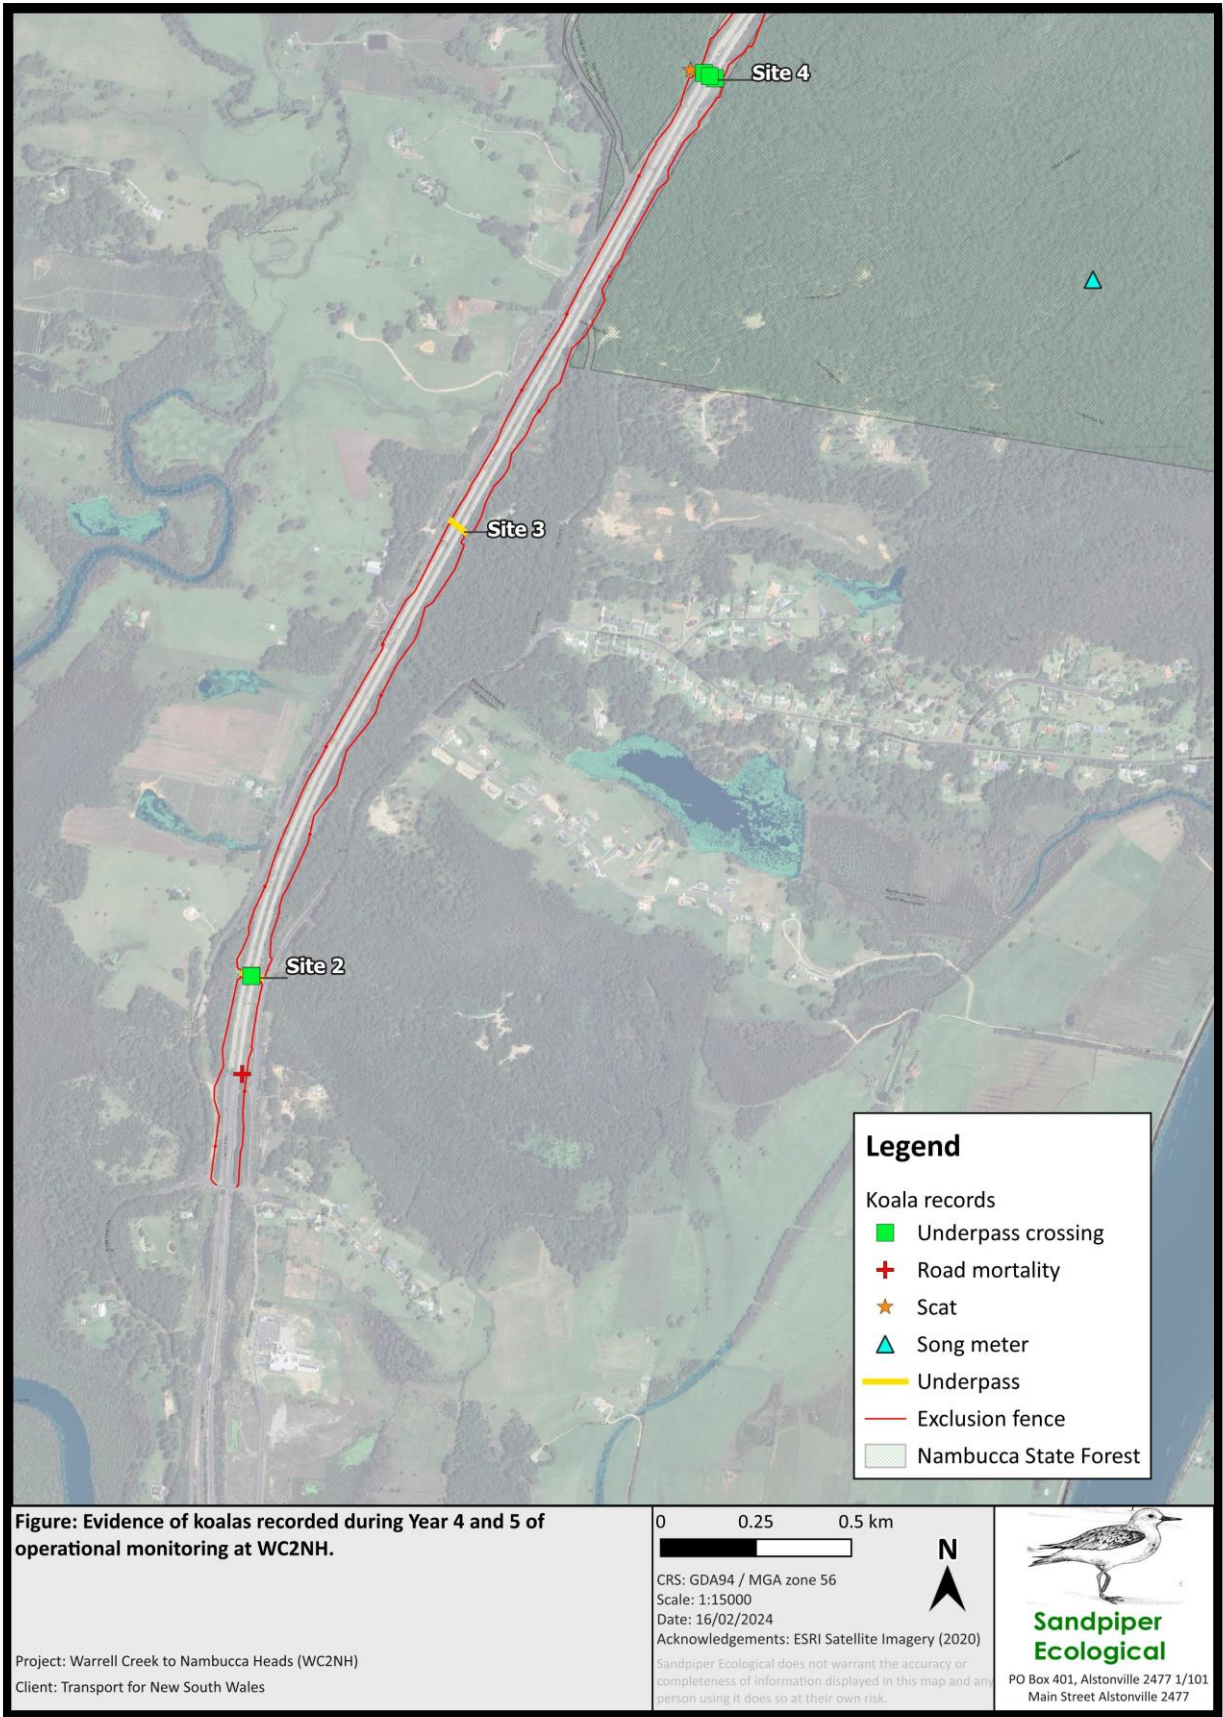 Site 4
Site 3
Site 2
Legend
Koala records
Underpass crossing
Road mortality
Scat
Song meter
Underpass
Exclusion fence
Nambucca State Forest
Figure: Evidence of koalas recorded during Year 4 and 5 of
operational monitoring at WC2NH.
Project: Warrell Creek to Nambucca Heads (WC2NH)
Client: Transport for New South Wales
0 0.25 0.5 km
N
CRS: GDA94 / MGA zone 56
Scale: 1:15000
Date: 16/02/2024
Acknowledgements: ESRI Satellite Imagery (2020)
Sandpiper Ecological does not warrant the accuracy or
completeness of information displayed in this map and any
person using it does so at their own risk.
Sandpiper
Ecological
PO Box 401, Alstonville 2477 1/101
Main Street Alstonville 2477